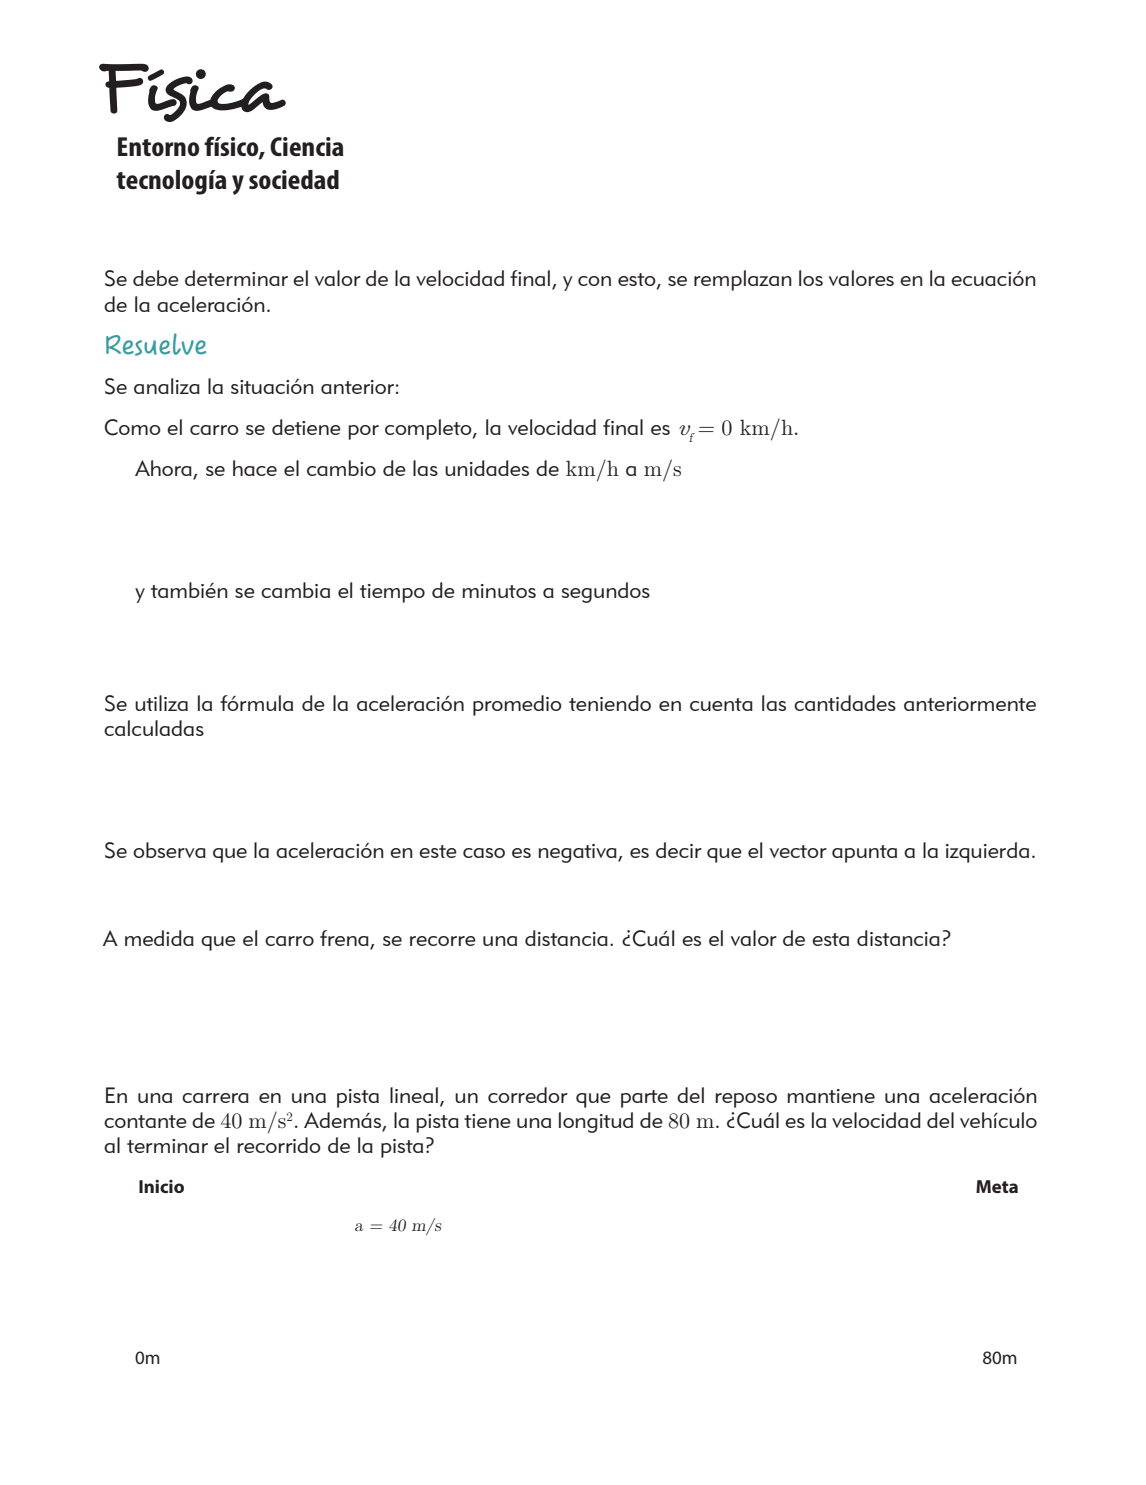 Física
Entorno físico, Ciencia
tecnología y sociedad
Se debe determinar el valor de la velocidad final, y con esto, se remplazan los valores en la ecuación
de la aceleración.
Resuelve
Se analiza la situación anterior:
Como el carro se detiene por completo, la velocidad final es v_f = 0 km/h.
Ahora, se hace el cambio de las unidades de km/h a m/s
y también se cambia el tiempo de minutos a segundos
Se utiliza la fórmula de la aceleración promedio teniendo en cuenta las cantidades anteriormente
calculadas
Se observa que la aceleración en este caso es negativa, es decir que el vector apunta a la izquierda.
A medida que el carro frena, se recorre una distancia. ¿Cuál es el valor de esta distancia?
En una carrera en una pista lineal, un corredor que parte del reposo mantiene una aceleración
contante de 40 m/s². Además, la pista tiene una longitud de 80 m. ¿Cuál es la velocidad del vehículo
al terminar el recorrido de la pista?
Inicio Meta
a = 40 m/s
0m 80m